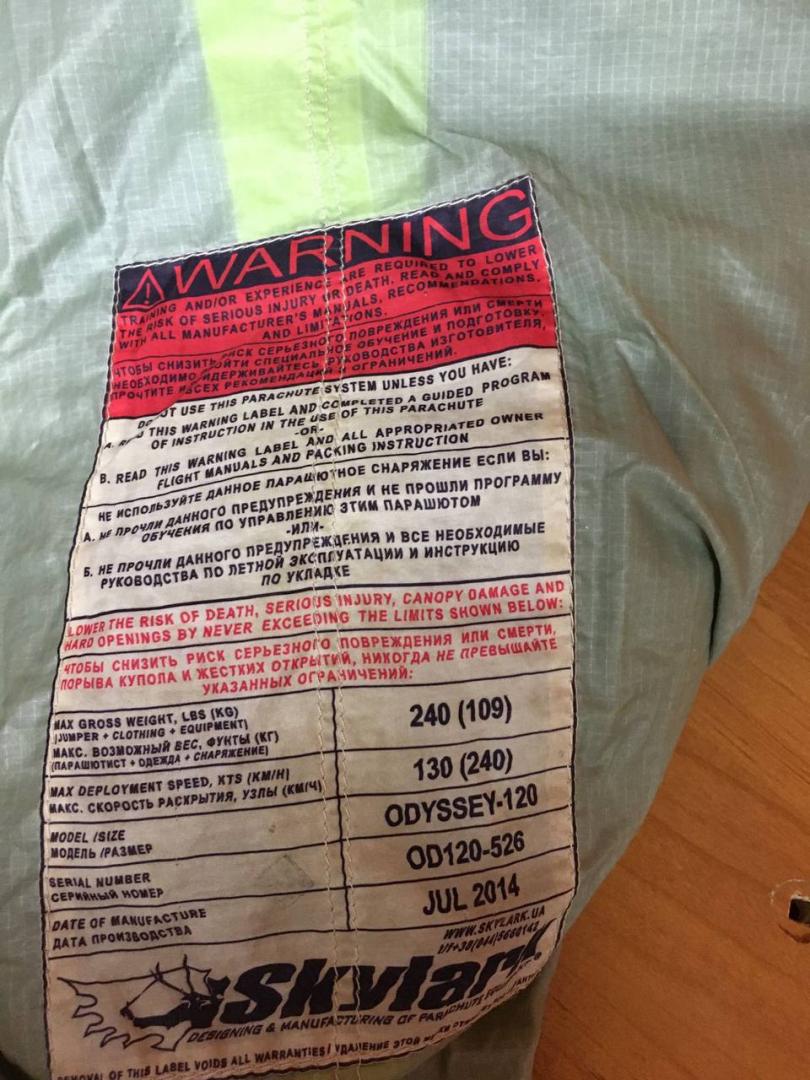 WARNING
TRAINING AND/OR EXPERIENCE ARE REQUIRED TO LOWER
THE RISK OF SERIOUS INJURY OR DEATH. READ AND COMPLY
WITH ALL MANUFACTURER'S MANUALS, RECOMMENDATIONS,
AND LIMITATIONS.
ЧТОБЫ СНИЗИТЬ РИСК СЕРЬЕЗНОГО ПОВРЕЖДЕНИЯ ИЛИ СМЕРТИ
НЕОБХОДИМО ПРОЙТИ СПЕЦИАЛЬНОЕ ОБУЧЕНИЕ И ПОДГОТОВКУ.
РУКОВОДСТВА ИЗГОТОВИТЕЛЯ,
ВСЕХ РЕКОМЕНДАЦИЙ И ОГРАНИЧЕНИЙ.
DO NOT USE THIS PARACHUTE SYSTEM UNLESS YOU HAVE:
A. READ THIS WARNING LABEL AND COMPLETED A GUIDED PROGRAM
OF INSTRUCTION IN THE USE OF THIS PARACHUTE
-OR-
B. READ THIS WARNING LABEL AND ALL APPROPRIATED OWNER
FLIGHT MANUALS AND PACKING INSTRUCTION
НЕ ИСПОЛЬЗУЙТЕ ДАННОЕ ПАРАШЮТНОЕ СНАРЯЖЕНИЕ ЕСЛИ ВЫ:
А. НЕ ПРОЧЛИ ДАННОГО ПРЕДУПРЕЖДЕНИЯ И НЕ ПРОШЛИ ПРОГРАММУ
ОБУЧЕНИЯ ПО УПРАВЛЕНИЮ ЭТИМ ПАРАШЮТОМ
-ИЛИ-
Б. НЕ ПРОЧЛИ ДАННОГО ПРЕДУПРЕЖДЕНИЯ И ВСЕ НЕОБХОДИМЫЕ
РУКОВОДСТВА ПО ЛЕТНОЙ ЭКСПЛУАТАЦИИ И ИНСТРУКЦИЮ
ПО УКЛАДКЕ
LOWER THE RISK OF DEATH, SERIOUS INJURY, CANOPY DAMAGE AND
HARD OPENINGS BY NEVER EXCEEDING THE LIMITS SHOWN BELOW:
ЧТОБЫ СНИЗИТЬ РИСК СЕРЬЕЗНОГО ПОВРЕЖДЕНИЯ ИЛИ СМЕРТИ,
ПОРЫВА КУПОЛА И ЖЕСТКИХ ОТКРЫТИЙ, НИКОГДА НЕ ПРЕВЫШАЙТЕ
УКАЗАННЫХ ОГРАНИЧЕНИЙ:
MAX GROSS WEIGHT, LBS (KG)
(JUMPER + CLOTHING + EQUIPMENT)
МАКС. ВОЗМОЖНЫЙ ВЕС, ФУНТЫ (КГ)
(ПАРАШЮТИСТ + ОДЕЖДА + СНАРЯЖЕНИЕ)
240 (109)
MAX DEPLOYMENT SPEED, KTS (KM/H)
МАКС. СКОРОСТЬ РАСКРЫТИЯ, УЗЛЫ (КМ/Ч)
130 (240)
MODEL /SIZE
МОДЕЛЬ /РАЗМЕР
ODYSSEY-120
SERIAL NUMBER
СЕРИЙНЫЙ НОМЕР
OD120-526
DATE OF MANUFACTURE
ДАТА ПРОИЗВОДСТВА
JUL 2014
WWW.SKYLARK.UA
t/f+38(044)5660142
Skylark
DESIGNING & MANUFACTURING OF PARACHUTE
REMOVAL OF THIS LABEL VOIDS ALL WARRANTIES / УДАЛЕНИЕ ЭТОЙ